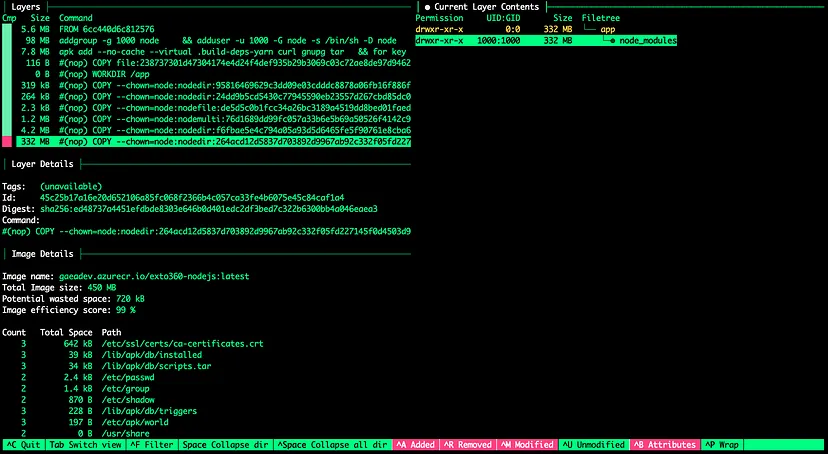 Layers
Cmp Size Command
5.6 MB FROM 6cc440d6c812576
98 MB addgroup -g 1000 node && adduser -u 1000 -G node -s /bin/sh -D node
7.8 MB apk add --no-cache --virtual .build-deps-yarn curl gnupg tar && for key
116 B #(nop) COPY file:238737301d47304174e4d24f4def935b29b3069c03c72ae8de97d9462
0 B #(nop) WORKDIR /app
319 kB #(nop) COPY --chown=node:nodedir:95816469629c3dd09e03cdddc8878a06fb16f886f
264 kB #(nop) COPY --chown=node:nodedir:24dd9b5cd5430c77945590eb23557d267cbd85dc0
2.3 kB #(nop) COPY --chown=node:nodefile:de5d5c0b1fcc34a26bc3189c4519dd8bed01faed
1.2 MB #(nop) COPY --chown=node:nodemulti:76d1689dd99fc057a33b6e5b69a50526f4142c9
4.2 MB #(nop) COPY --chown=node:nodedir:f6fbae5e4c794a05a93d5d6465fe5f90761e8cba6
332 MB #(nop) COPY --chown=node:nodedir:264acd12d5837d703892d9967ab92c332f05fd227
Layer Details
Tags: (unavailable)
Id: 45c25b17a16e20d652106a85fc068f2366b4c057ca33fe4b6075e45c84caf1a4
Digest: sha256:ed48737a4451efdbde8303e646b0d401edc2df3bed7c322b6300bb4a046eaea3
Command:
#(nop) COPY --chown=node:nodedir:264acd12d5837d703892d9967ab92c332f05fd227145f0d4503d9
Image Details
Image name: gaeadev.azurecr.io/exto360-nodejs:latest
Total Image size: 450 MB
Potential wasted space: 720 kB
Image efficiency score: 99 %
Count Total Space Path
3 642 kB /etc/ssl/certs/ca-certificates.crt
3 39 kB /lib/apk/db/installed
3 34 kB /lib/apk/db/scripts.tar
2 2.4 kB /etc/passwd
2 1.4 kB /etc/group
2 870 B /etc/shadow
3 228 B /lib/apk/db/triggers
3 197 B /etc/apk/world
2 0 B /usr/share
● Current Layer Contents
Permission UID:GID Size Filetree
drwxr-xr-x 0:0 332 MB └── app
drwxr-xr-x 1000:1000 332 MB └─⊕ node_modules
^C Quit Tab Switch view ^F Filter Space Collapse dir ^Space Collapse all dir ^A Added ^R Removed ^M Modified ^U Unmodified ^B Attributes ^P Wrap